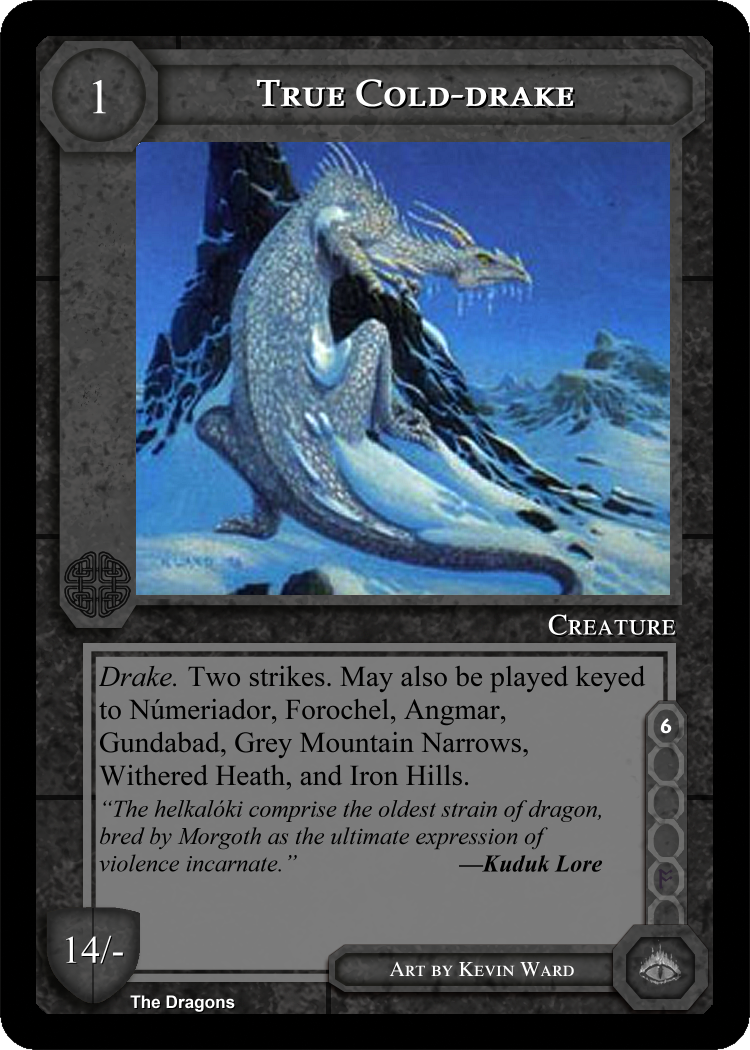 1
True Cold-drake
Creature
Drake. Two strikes. May also be played keyed
to Númeriador, Forochel, Angmar,
Gundabad, Grey Mountain Narrows,
Withered Heath, and Iron Hills.
“The helkalóki comprise the oldest strain of dragon,
bred by Morgoth as the ultimate expression of
violence incarnate.” —Kuduk Lore
6
14/-
Art by Kevin Ward
The Dragons